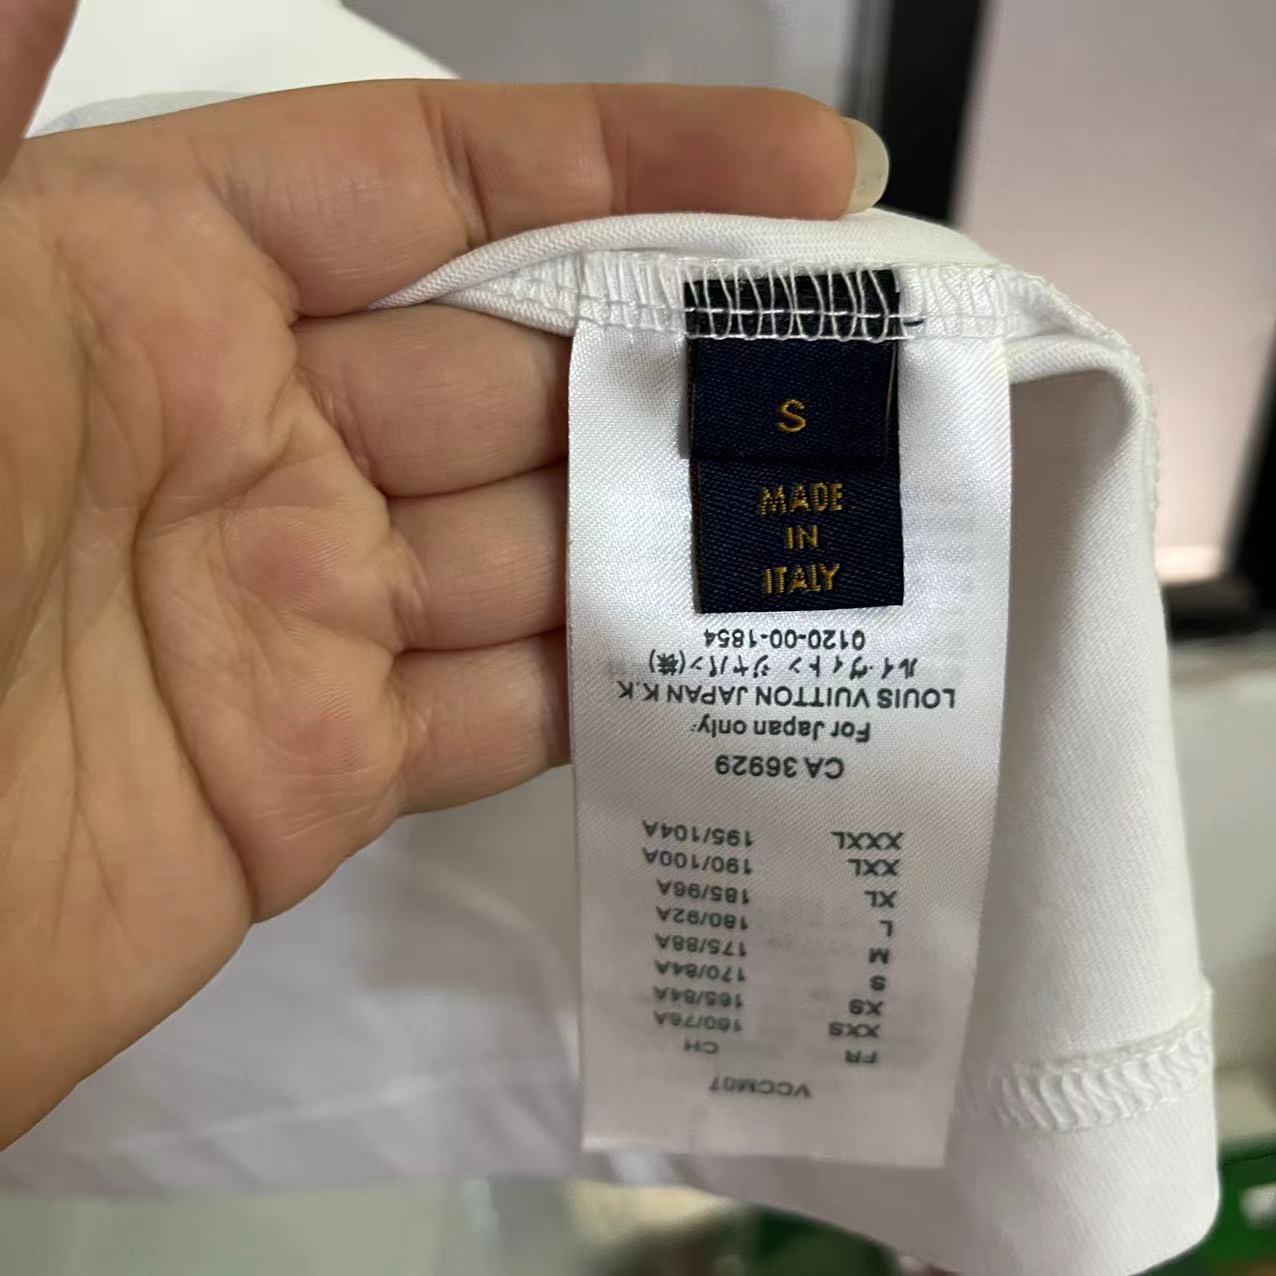 S
MADE
IN
ITALY
VCCM07
FR CH
XXS 160/76A
XS 165/84A
S 170/84A
M 175/88A
L 180/92A
XL 185/96A
XXL 190/100A
XXXL 195/104A
CA 36929
For Japan only:
LOUIS VUITTON JAPAN K.K
ルイ・ヴィトン ジャパン(株)
0120-00-1854